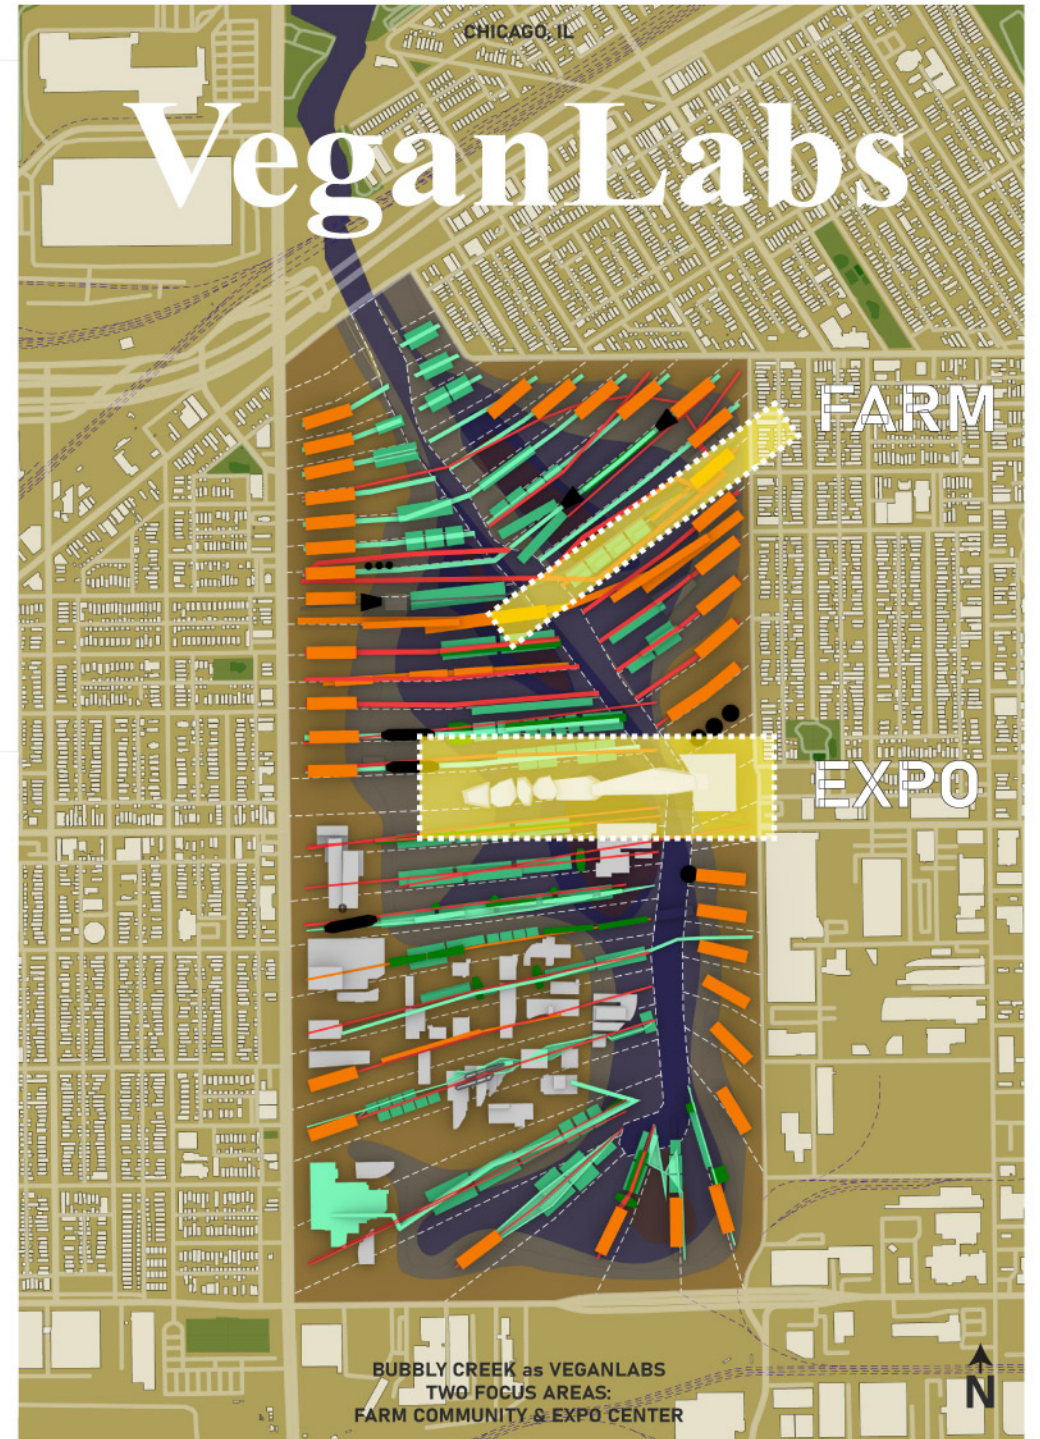 CHICAGO, IL
VeganLabs
FARM
EXPO
BUBBLY CREEK as VEGANLABS
TWO FOCUS AREAS:
FARM COMMUNITY & EXPO CENTER
N